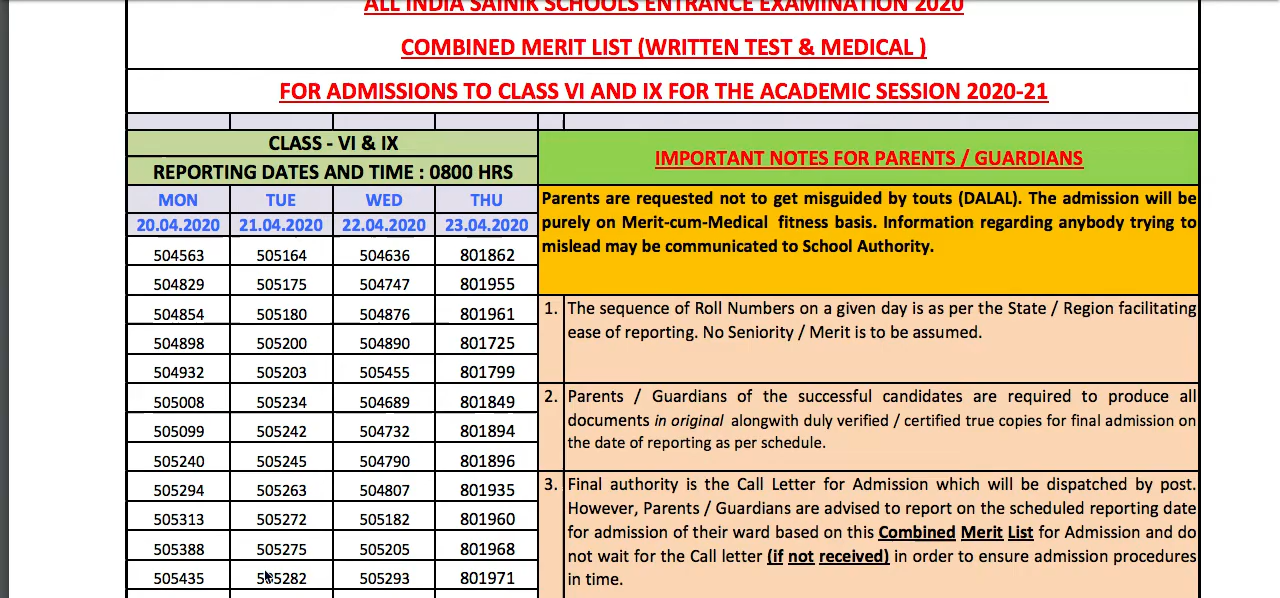 ALL INDIA SAINIK SCHOOLS ENTRANCE EXAMINATION 2020
COMBINED MERIT LIST (WRITTEN TEST & MEDICAL )
FOR ADMISSIONS TO CLASS VI AND IX FOR THE ACADEMIC SESSION 2020-21
CLASS - VI & IX
REPORTING DATES AND TIME : 0800 HRS
MON TUE WED THU
20.04.2020 21.04.2020 22.04.2020 23.04.2020
504563 505164 504636 801862
504829 505175 504747 801955
504854 505180 504876 801961
504898 505200 504890 801725
504932 505203 505455 801799
505008 505234 504689 801849
505099 505242 504732 801894
505240 505245 504790 801896
505294 505263 504807 801935
505313 505272 505182 801960
505388 505275 505205 801968
505435 505282 505293 801971
IMPORTANT NOTES FOR PARENTS / GUARDIANS
Parents are requested not to get misguided by touts (DALAL). The admission will be
purely on Merit-cum-Medical fitness basis. Information regarding anybody trying to
mislead may be communicated to School Authority.
1. The sequence of Roll Numbers on a given day is as per the State / Region facilitating
ease of reporting. No Seniority / Merit is to be assumed.
2. Parents / Guardians of the successful candidates are required to produce all
documents in original alongwith duly verified / certified true copies for final admission on
the date of reporting as per schedule.
3. Final authority is the Call Letter for Admission which will be dispatched by post.
However, Parents / Guardians are advised to report on the scheduled reporting date
for admission of their ward based on this Combined Merit List for Admission and do
not wait for the Call letter (if not received) in order to ensure admission procedures
in time.